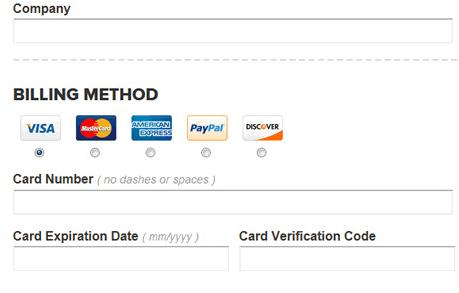 Company
BILLING METHOD
VISA MasterCard AMERICAN EXPRESS PayPal DISCOVER
Card Number ( no dashes or spaces )
Card Expiration Date ( mm/yyyy ) Card Verification Code